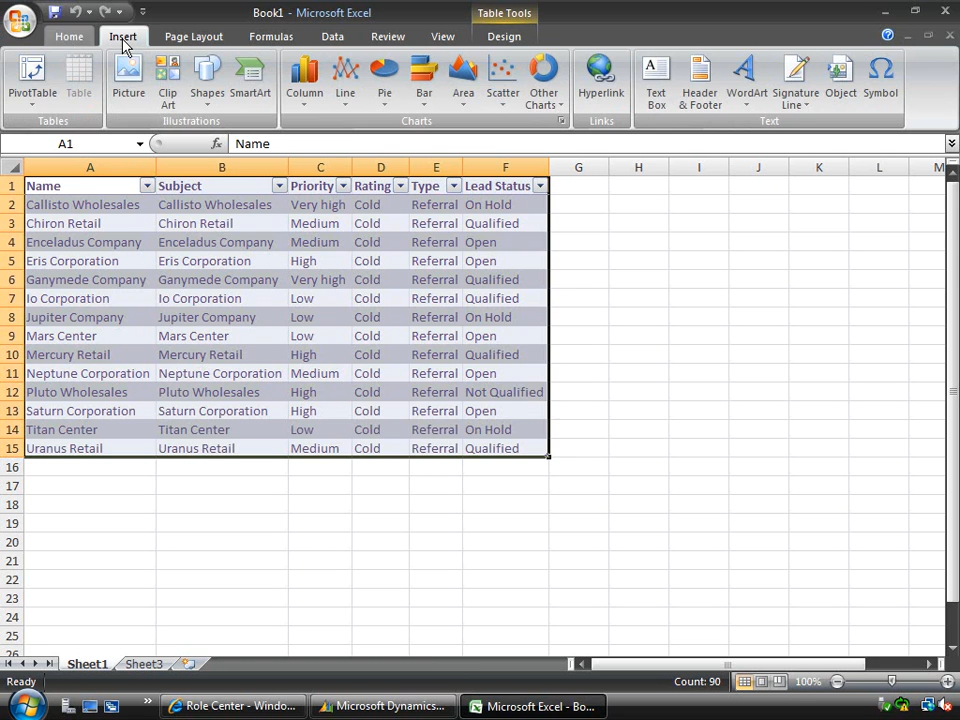 Book1 - Microsoft Excel
Table Tools
Home Insert Page Layout Formulas Data Review View Design
PivotTable Table Picture Clip Art Shapes SmartArt Column Line Pie Bar Area Scatter Other Charts Hyperlink Text Box Header & Footer WordArt Signature Line Object Symbol
Tables Illustrations Charts Links Text
A1 fx Name
A B C D E F G H I J K L M
1 Name Subject Priority Rating Type Lead Status
2 Callisto Wholesales Callisto Wholesales Very high Cold Referral On Hold
3 Chiron Retail Chiron Retail Medium Cold Referral Qualified
4 Enceladus Company Enceladus Company Medium Cold Referral Open
5 Eris Corporation Eris Corporation High Cold Referral Open
6 Ganymede Company Ganymede Company Very high Cold Referral Qualified
7 Io Corporation Io Corporation Low Cold Referral Qualified
8 Jupiter Company Jupiter Company Low Cold Referral On Hold
9 Mars Center Mars Center Low Cold Referral Open
10 Mercury Retail Mercury Retail High Cold Referral Qualified
11 Neptune Corporation Neptune Corporation Medium Cold Referral Open
12 Pluto Wholesales Pluto Wholesales High Cold Referral Not Qualified
13 Saturn Corporation Saturn Corporation High Cold Referral Open
14 Titan Center Titan Center Low Cold Referral On Hold
15 Uranus Retail Uranus Retail Medium Cold Referral Qualified
16
17
18
19
20
21
22
23
24
25
26
Sheet1 Sheet3
Ready Count: 90 100%
Role Center - Windo... Microsoft Dynamics... Microsoft Excel - Bo...